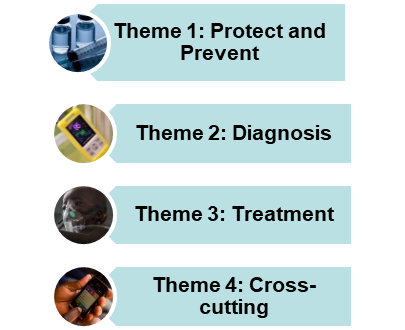 Theme 1: Protect and
Prevent
Theme 2: Diagnosis
Theme 3: Treatment
Theme 4: Cross-
cutting